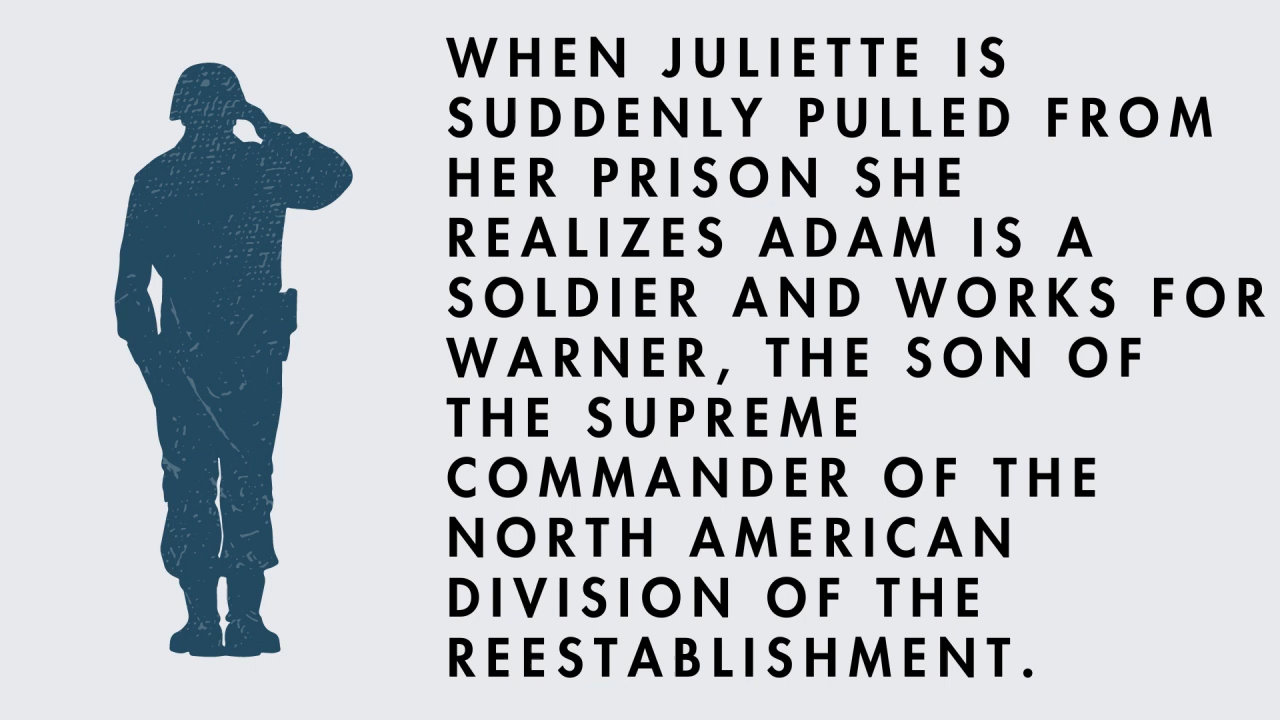 WHEN JULIETTE IS
SUDDENLY PULLED FROM
HER PRISON SHE
REALIZES ADAM IS A
SOLDIER AND WORKS FOR
WARNER, THE SON OF
THE SUPREME
COMMANDER OF THE
NORTH AMERICAN
DIVISION OF THE
REESTABLISHMENT.